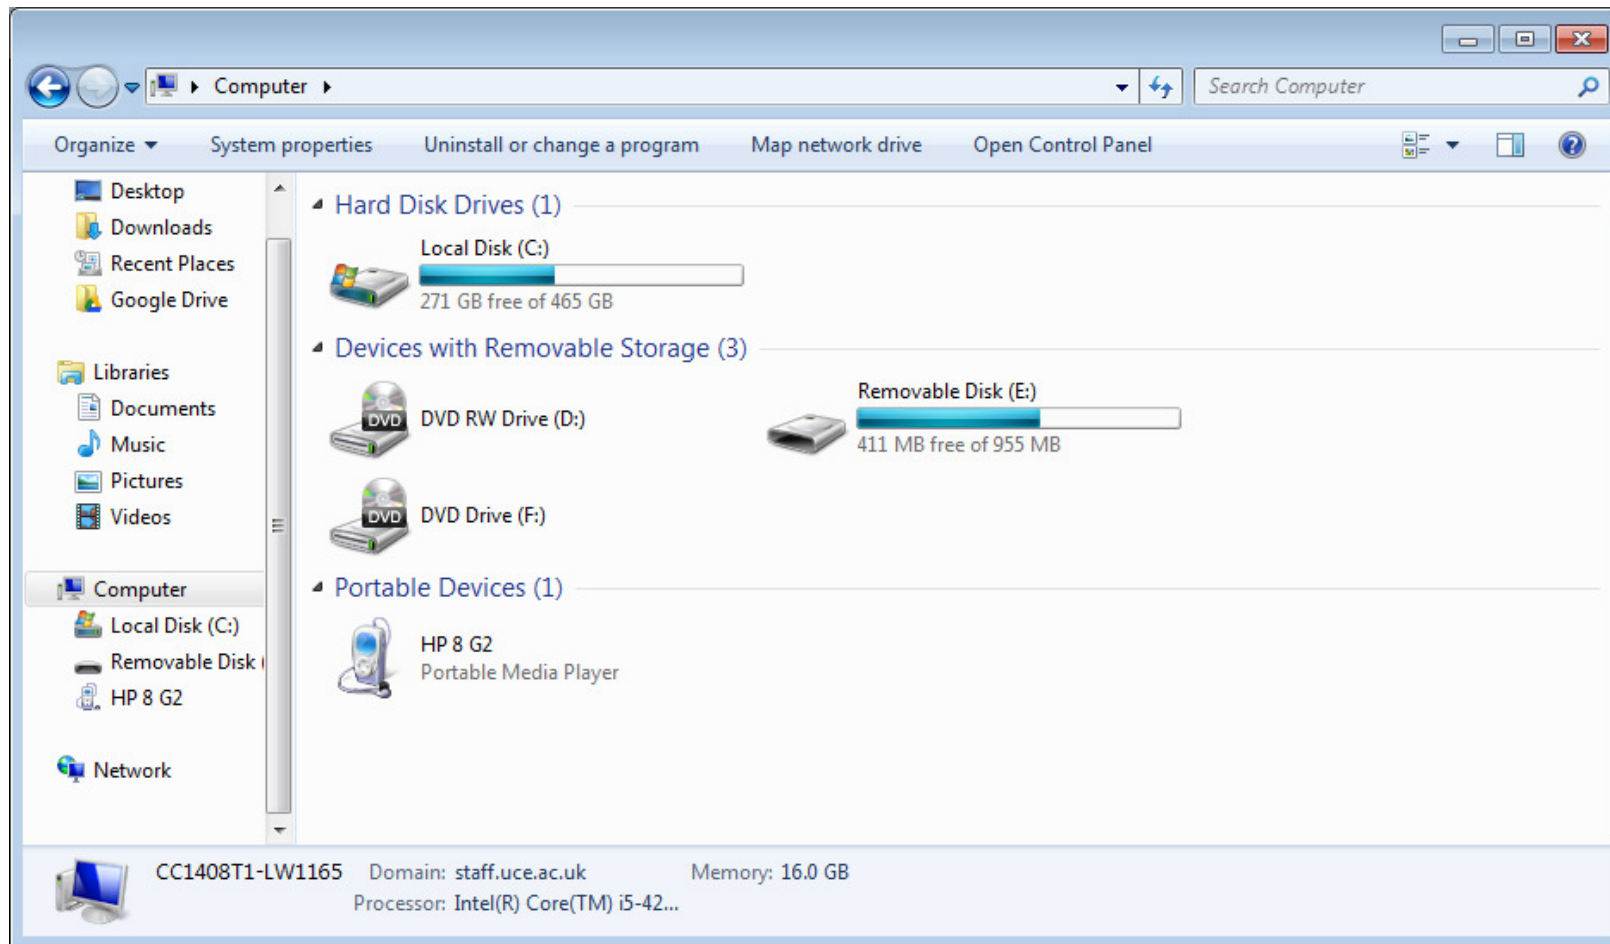 Computer
Search Computer
Organize System properties Uninstall or change a program Map network drive Open Control Panel
Desktop
Downloads
Recent Places
Google Drive
Libraries
Documents
Music
Pictures
Videos
Computer
Local Disk (C:)
Removable Disk (
HP 8 G2
Network
Hard Disk Drives (1)
Local Disk (C:)
271 GB free of 465 GB
Devices with Removable Storage (3)
DVD
DVD RW Drive (D:)
Removable Disk (E:)
411 MB free of 955 MB
DVD
DVD Drive (F:)
Portable Devices (1)
HP 8 G2
Portable Media Player
CC1408T1-LW1165 Domain: staff.uce.ac.uk Memory: 16.0 GB
Processor: Intel(R) Core(TM) i5-42...